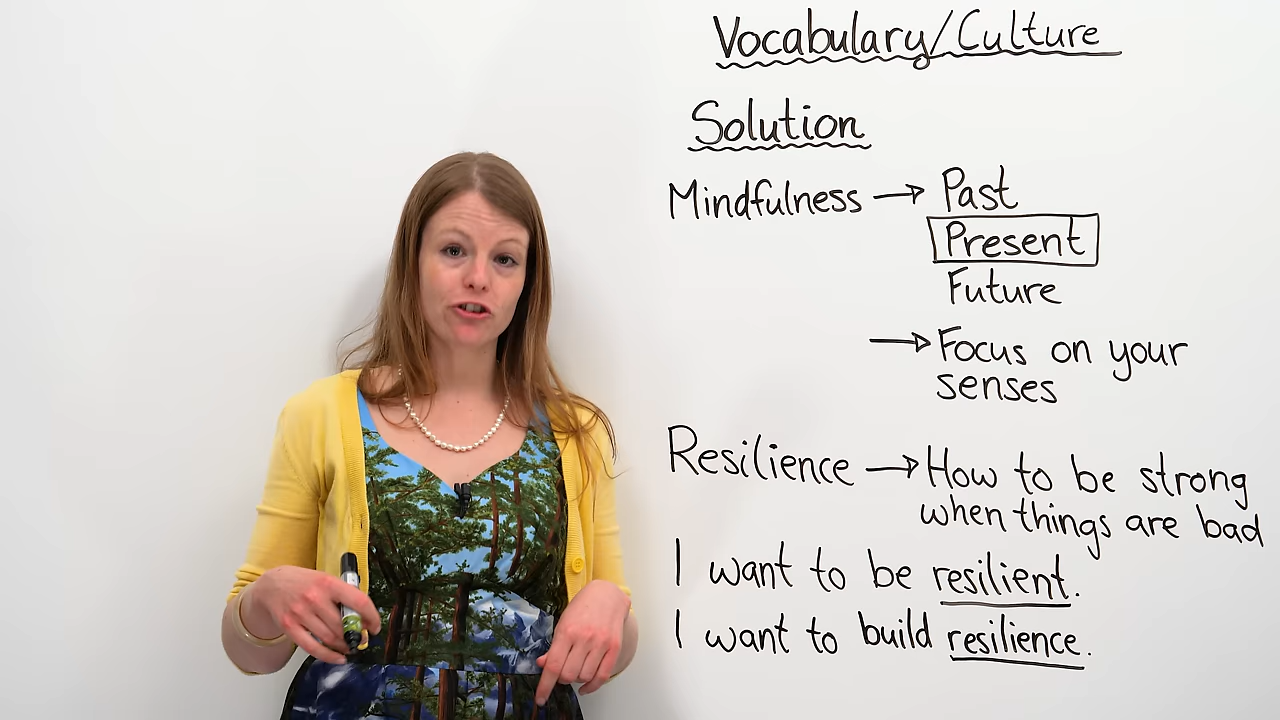 Vocabulary/Culture
Solution
Mindfulness → Past
Present
Future
→ Focus on your
senses
Resilience → How to be strong
when things are bad
I want to be resilient.
I want to build resilience.